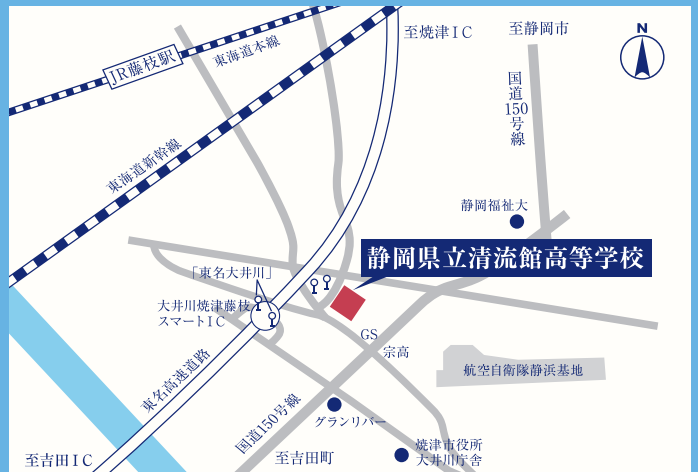 N
至焼津IC
至静岡市
JR藤枝駅
東海道本線
国道150号線
東海道新幹線
静岡福祉大
静岡県立清流館高等学校
「東名大井川」
大井川焼津藤枝
スマートIC
GS
宗高
航空自衛隊静浜基地
東名高速道路
国道150号線
グランリバー
至吉田IC
至吉田町
焼津市役所
大井川庁舎